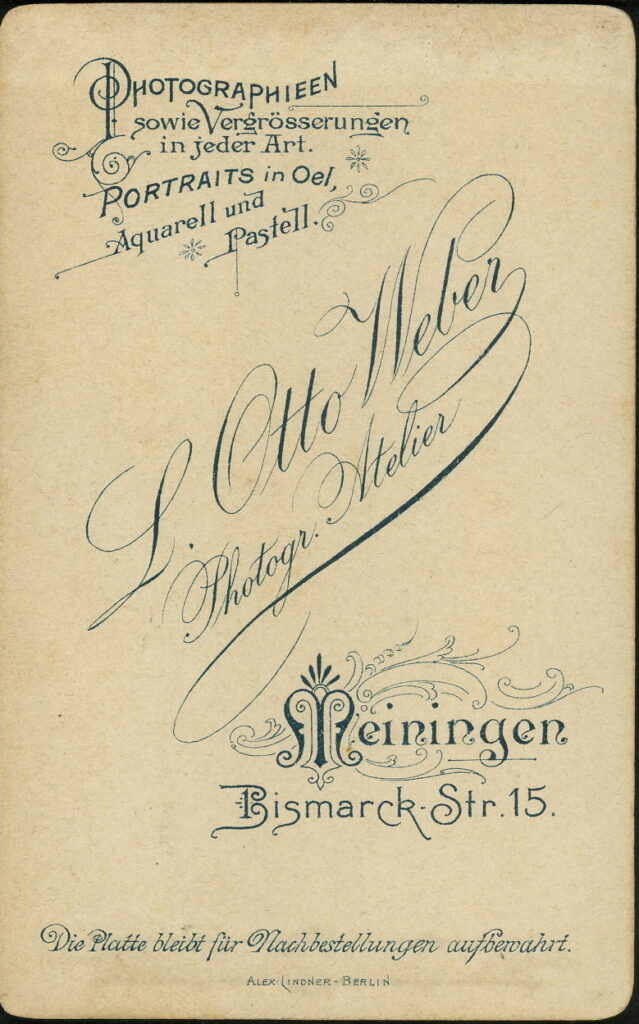 Photographieen
sowie Vergrösserungen
in jeder Art.
Portraits in Oel,
Aquarell und
Pastell.
L. Otto Weber
Photogr. Atelier
Meiningen
Bismarck-Str. 15.
Die Platte bleibt für Nachbestellungen aufbewahrt.
Alex Lindner - Berlin